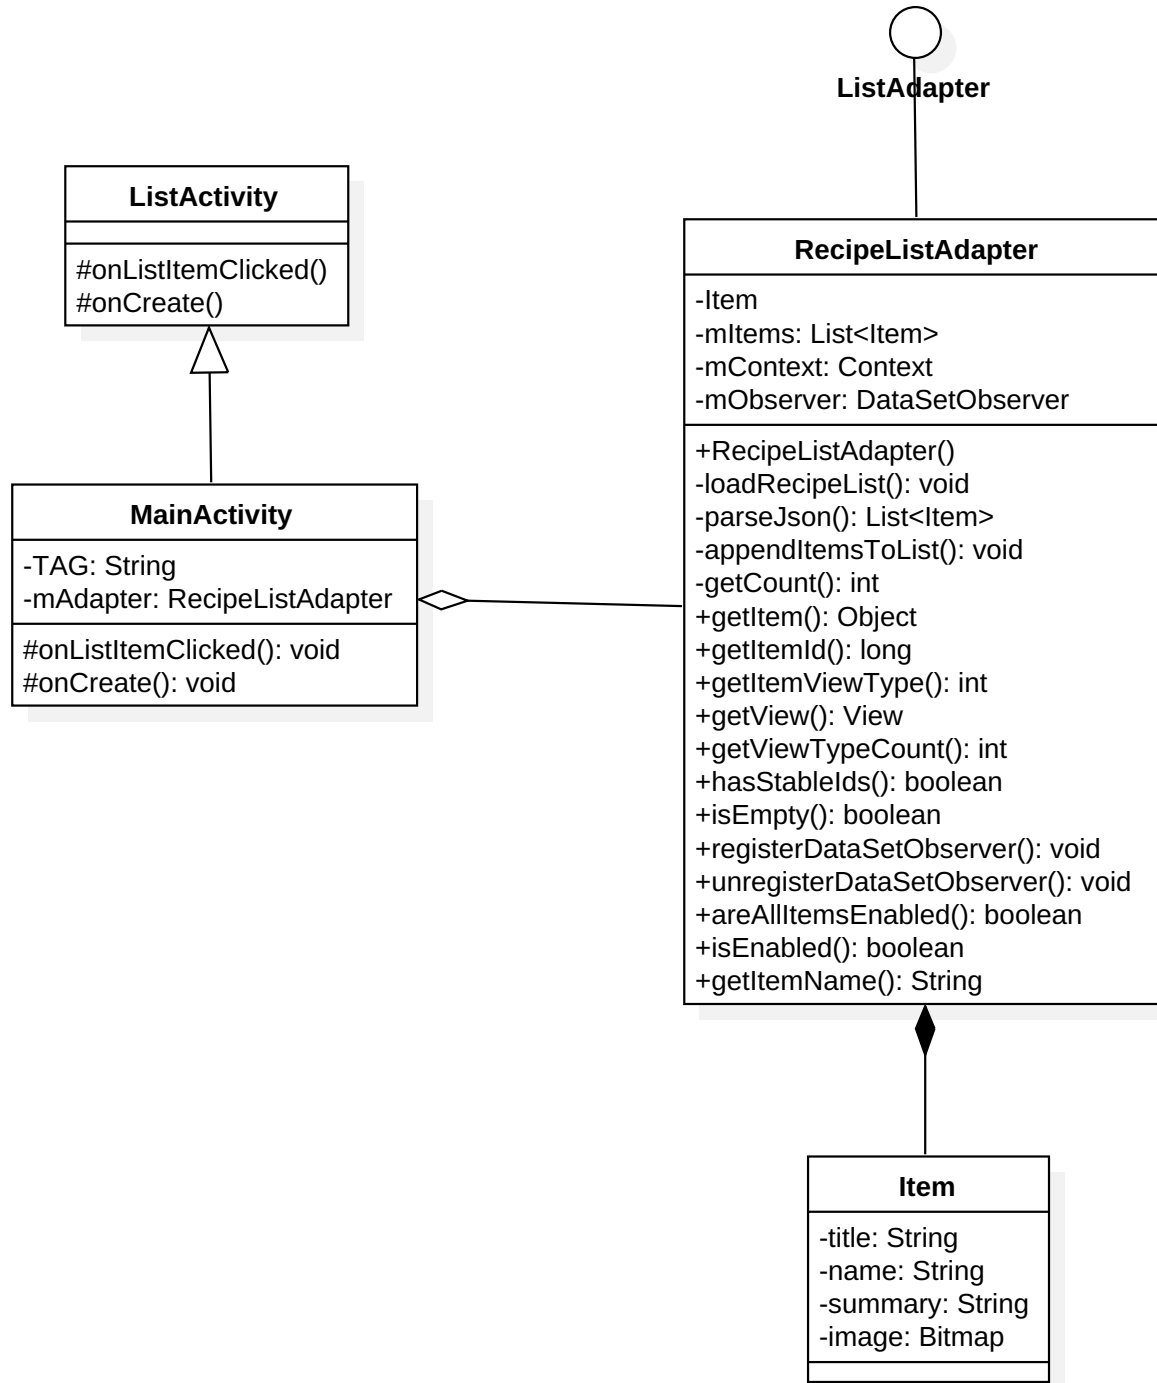 ListAdapter
ListActivity
#onListItemClicked()
#onCreate()
MainActivity
-TAG: String
-mAdapter: RecipeListAdapter
#onListItemClicked(): void
#onCreate(): void
RecipeListAdapter
-Item
-mItems: List<Item>
-mContext: Context
-mObserver: DataSetObserver
+RecipeListAdapter()
-loadRecipeList(): void
-parseJson(): List<Item>
-appendItemsToList(): void
-getCount(): int
+getItem(): Object
+getItemId(): long
+getItemViewType(): int
+getView(): View
+getViewTypeCount(): int
+hasStableIds(): boolean
+isEmpty(): boolean
+registerDataSetObserver(): void
+unregisterDataSetObserver(): void
+areAllItemsEnabled(): boolean
+isEnabled(): boolean
+getItemName(): String
Item
-title: String
-name: String
-summary: String
-image: Bitmap